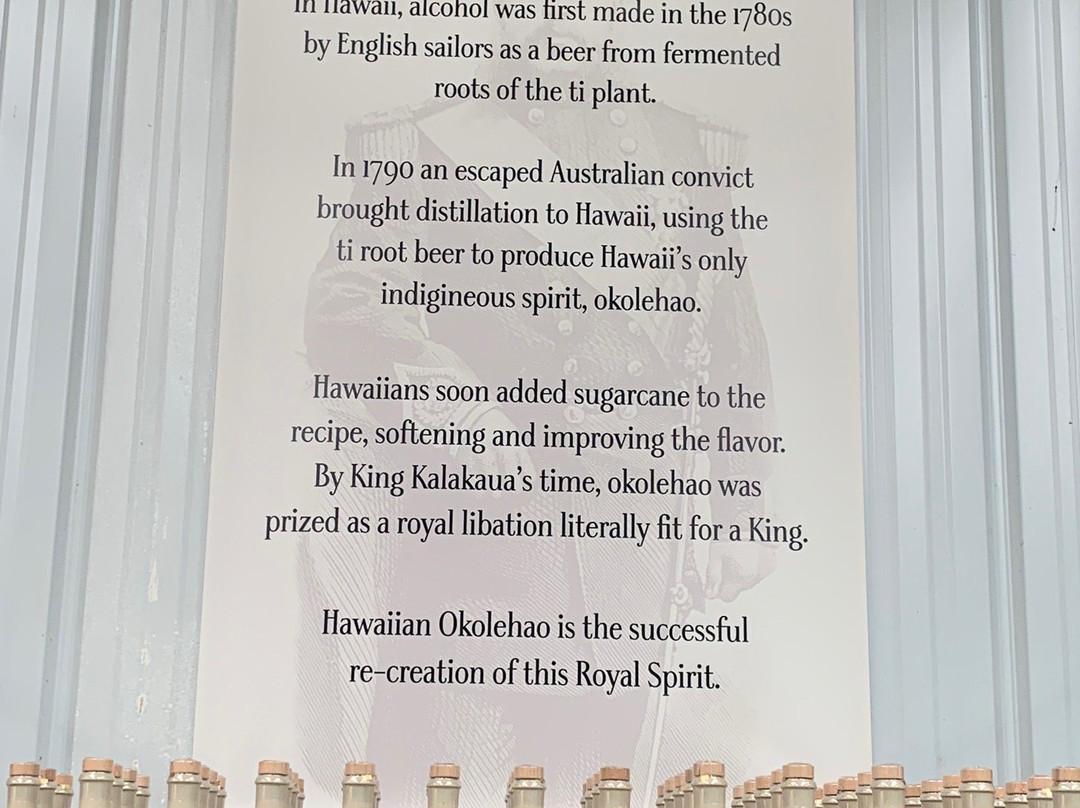 In Hawaii, alcohol was first made in the 1780s
by English sailors as a beer from fermented
roots of the ti plant.
In 1790 an escaped Australian convict
brought distillation to Hawaii, using the
ti root beer to produce Hawaii's only
indigineous spirit, okolehao.
Hawaiians soon added sugarcane to the
recipe, softening and improving the flavor.
By King Kalakaua's time, okolehao was
prized as a royal libation literally fit for a King.
Hawaiian Okolehao is the successful
re-creation of this Royal Spirit.